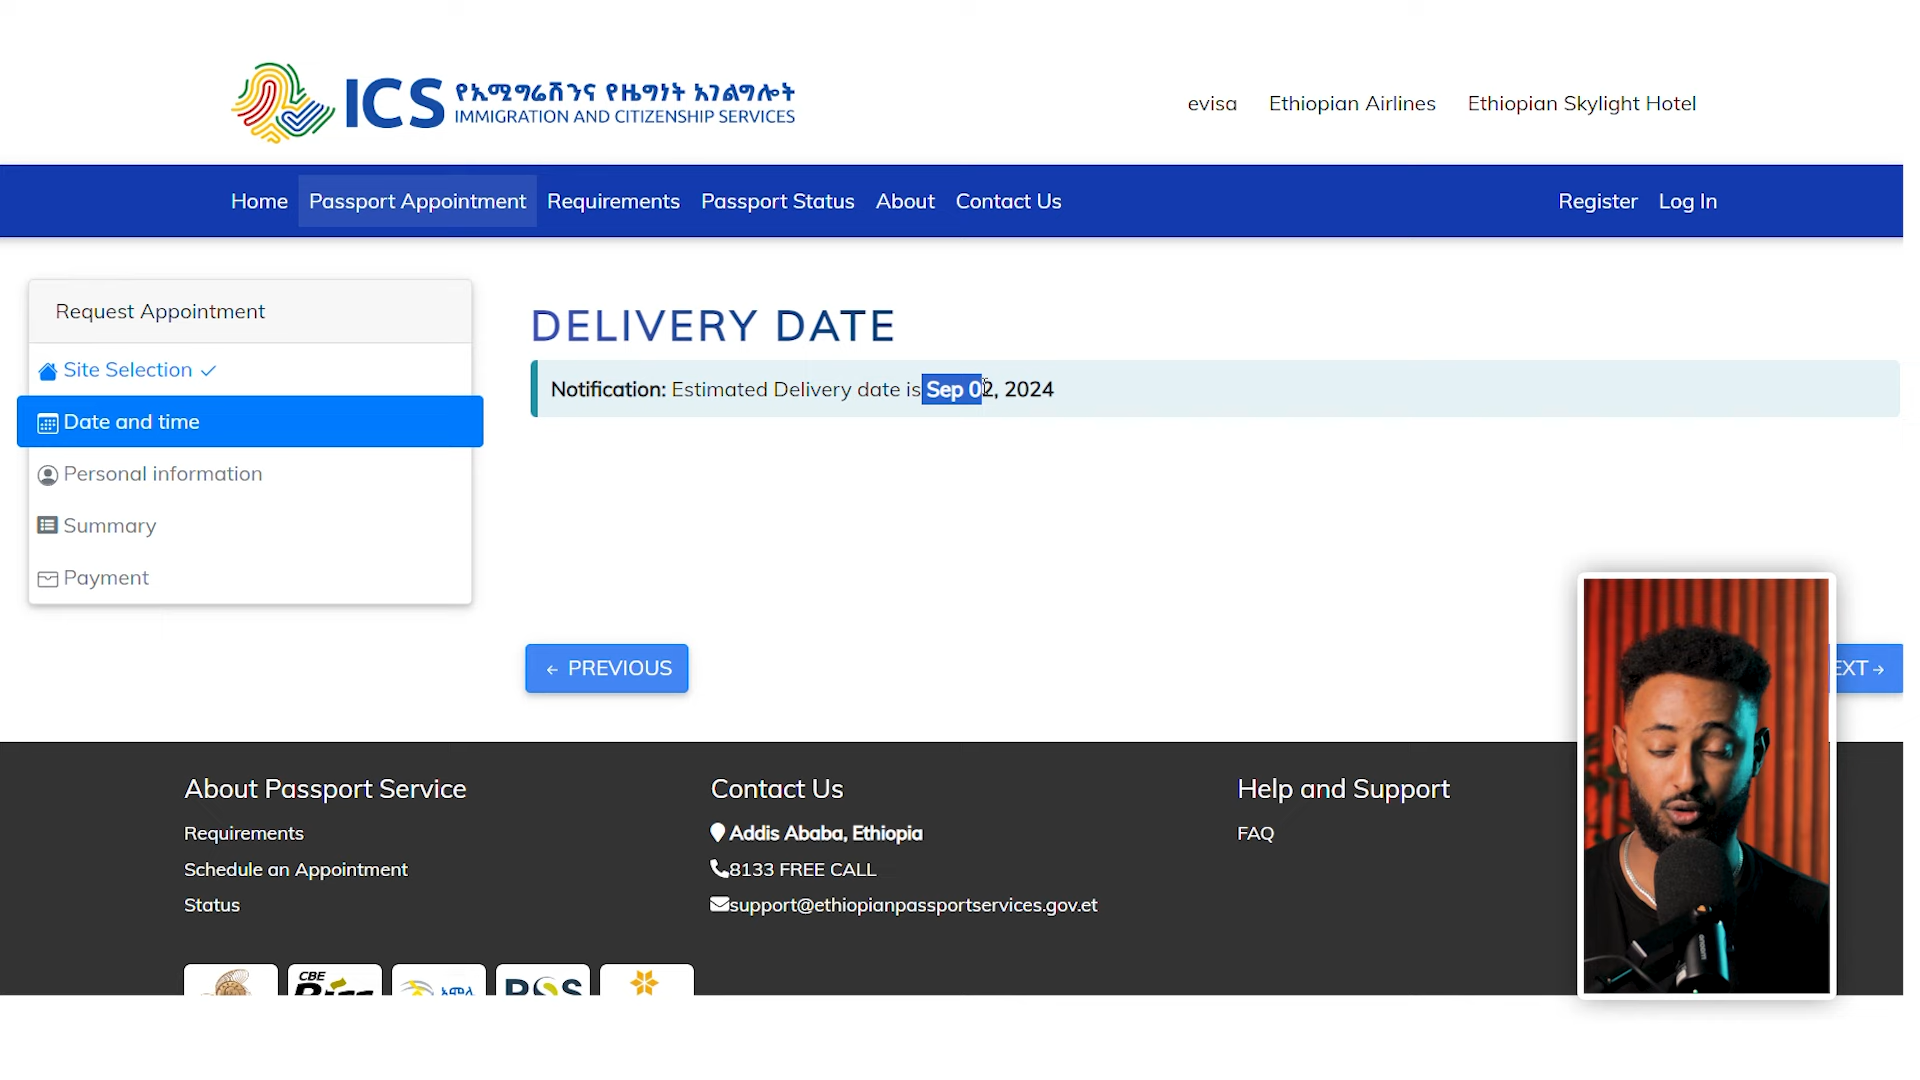 ICS
የኢሚግሬሽንና የዜግነት አገልግሎት
IMMIGRATION AND CITIZENSHIP SERVICES
evisa
Ethiopian Airlines
Ethiopian Skylight Hotel
Home
Passport Appointment
Requirements
Passport Status
About
Contact Us
Register
Log In
Request Appointment
Site Selection
Date and time
Personal information
Summary
Payment
DELIVERY DATE
Notification: Estimated Delivery date is Sep 02, 2024
← PREVIOUS
EXT →
About Passport Service
Requirements
Schedule an Appointment
Status
Contact Us
Addis Ababa, Ethiopia
8133 FREE CALL
support@ethiopianpassportservices.gov.et
Help and Support
FAQ
CBE